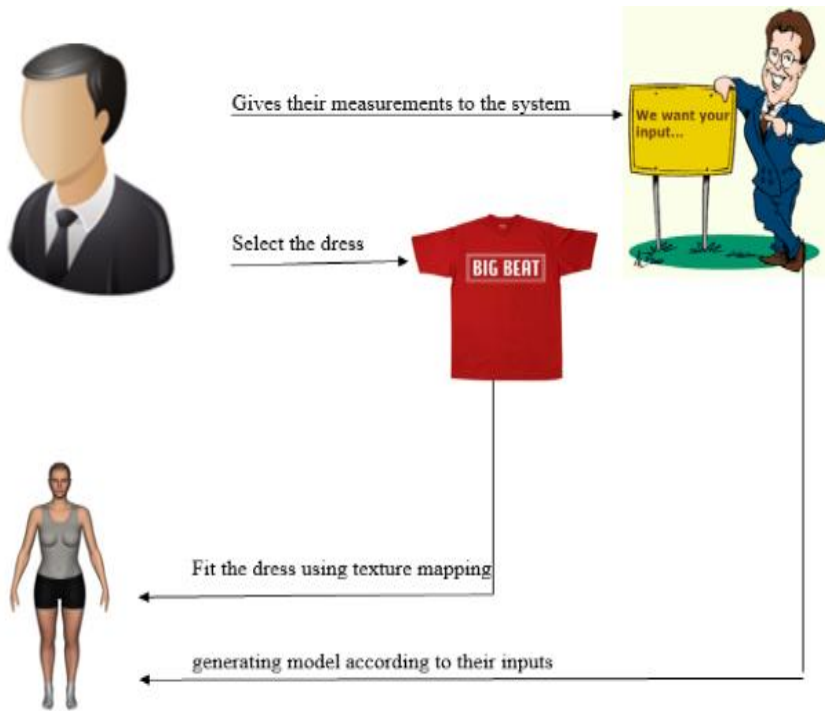 Gives their measurements to the system
We want your
input...
Select the dress
BIG BEAT
Fit the dress using texture mapping
generating model according to their inputs